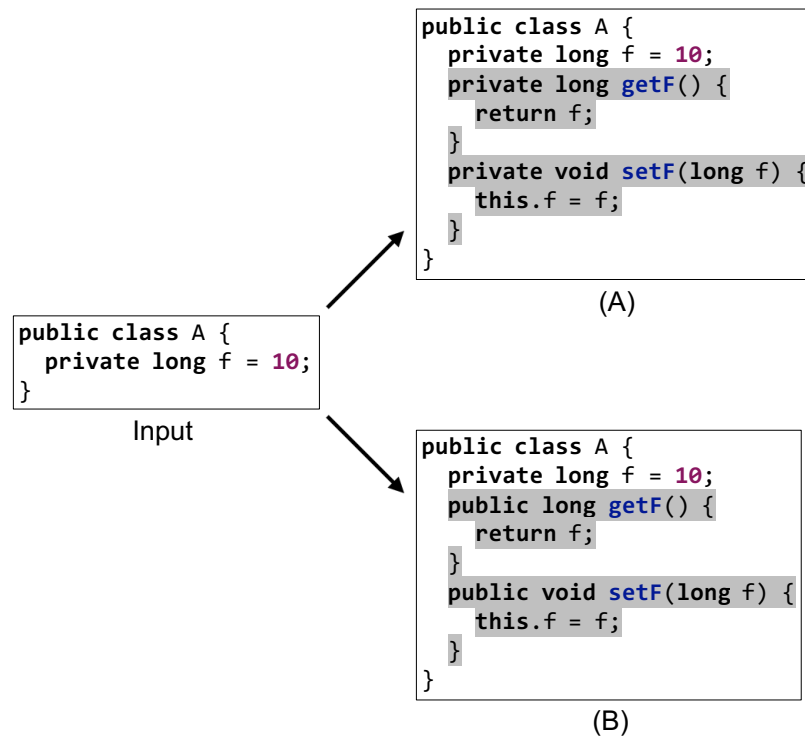 public class A {
private long f = 10;
private long getF() {
return f;
}
private void setF(long f) {
this.f = f;
}
}
(A)
public class A {
private long f = 10;
}
Input
public class A {
private long f = 10;
public long getF() {
return f;
}
public void setF(long f) {
this.f = f;
}
}
(B)